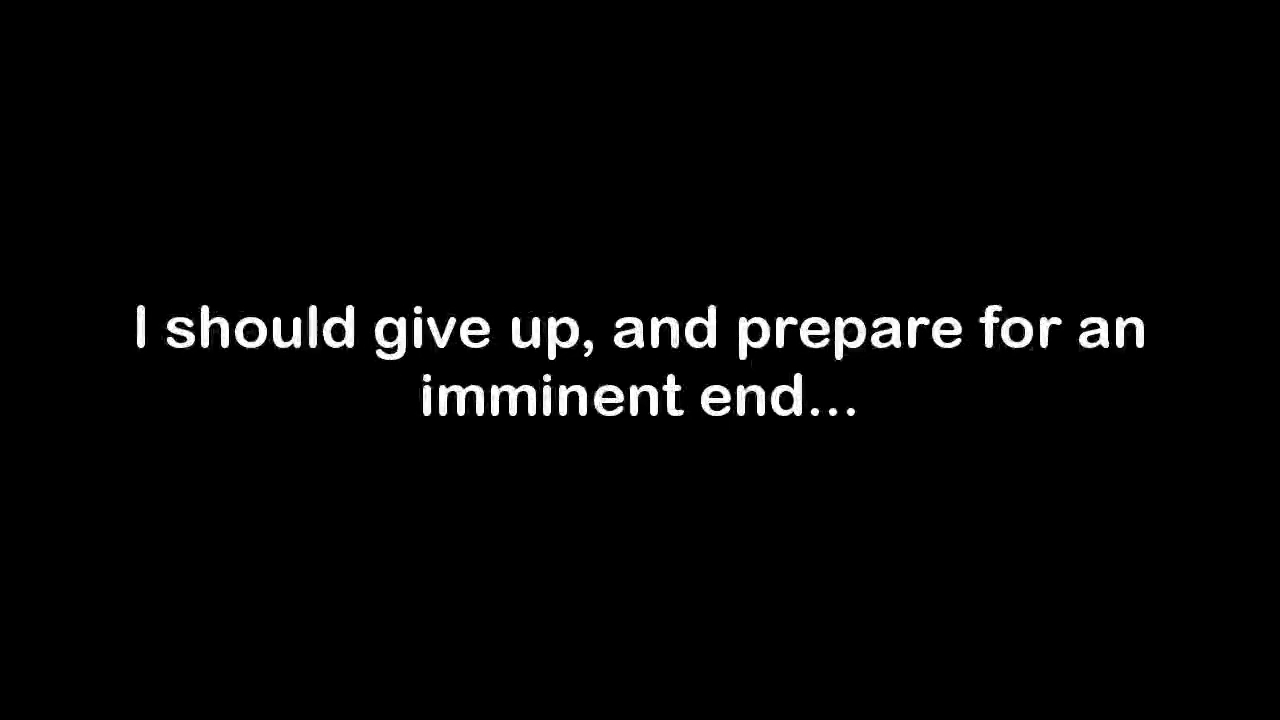 I should give up, and prepare for an
imminent end...